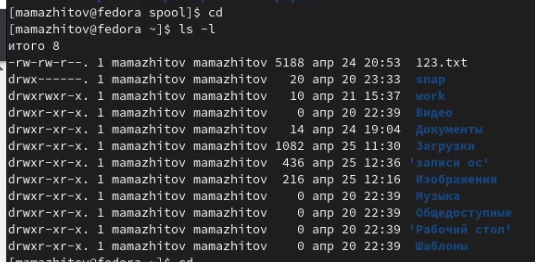 [mamazhitov@fedora spool]$ cd
[mamazhitov@fedora ~]$ ls -l
итого 8
-rw-rw-r--. 1 mamazhitov mamazhitov 5188 апр 24 20:53  123.txt
drwx------. 1 mamazhitov mamazhitov   20 апр 20 23:33  snap
drwxrwxr-x. 1 mamazhitov mamazhitov   10 апр 21 15:37  work
drwxr-xr-x. 1 mamazhitov mamazhitov    0 апр 20 22:39  Видео
drwxr-xr-x. 1 mamazhitov mamazhitov   14 апр 24 19:04  Документы
drwxr-xr-x. 1 mamazhitov mamazhitov 1082 апр 25 11:30  Загрузки
drwxr-xr-x. 1 mamazhitov mamazhitov  436 апр 25 12:36 'записи ос'
drwxr-xr-x. 1 mamazhitov mamazhitov  216 апр 25 12:16  Изображения
drwxr-xr-x. 1 mamazhitov mamazhitov    0 апр 20 22:39  Музыка
drwxr-xr-x. 1 mamazhitov mamazhitov    0 апр 20 22:39  Общедоступные
drwxr-xr-x. 1 mamazhitov mamazhitov    0 апр 20 22:39 'Рабочий стол'
drwxr-xr-x. 1 mamazhitov mamazhitov    0 апр 20 22:39  Шаблоны
[mamazhitov@fedora ~]$ cd